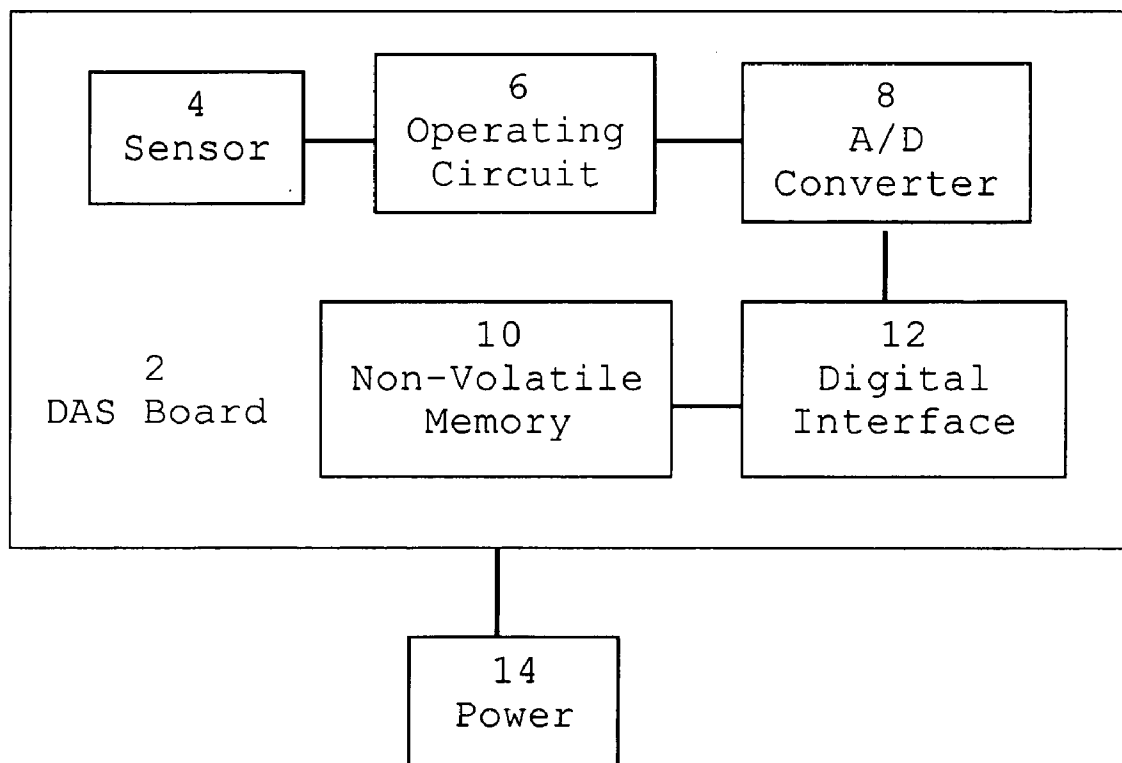 4
Sensor
6
Operating
Circuit
8
A/D
Converter
2
DAS Board
10
Non-Volatile
Memory
12
Digital
Interface
14
Power